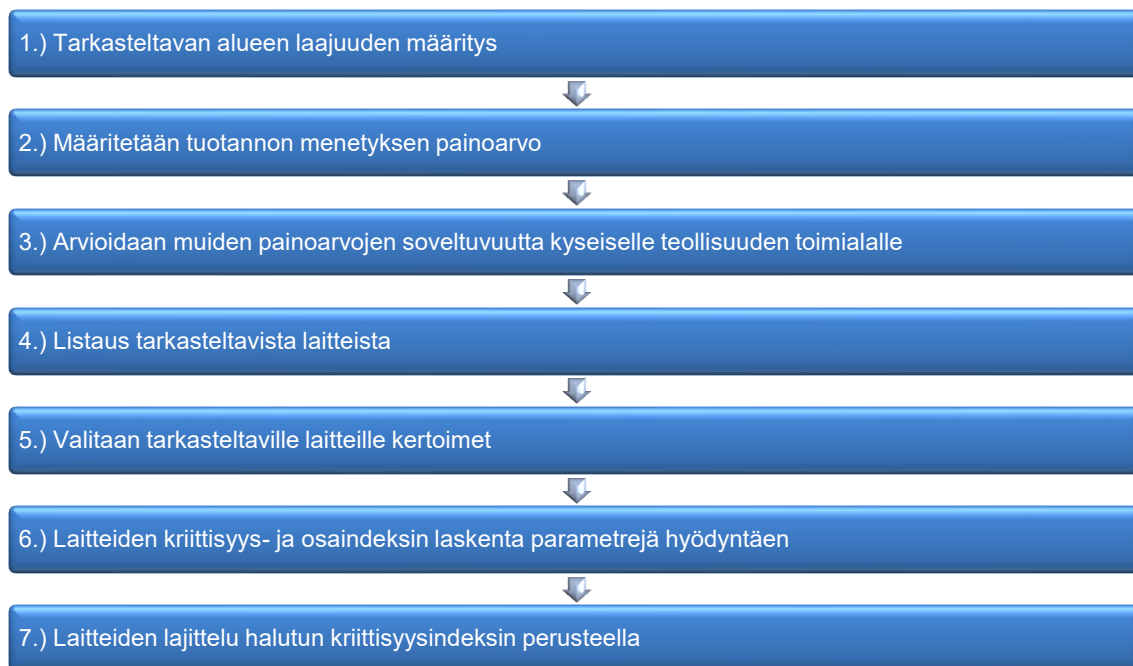 1.) Tarkasteltavan alueen laajuuden määritys
2.) Määritetään tuotannon menetyksen painoarvo
3.) Arvioidaan muiden painoarvojen soveltuvuutta kyseiselle teollisuuden toimialalle
4.) Listaus tarkasteltavista laitteista
5.) Valitaan tarkasteltaville laitteille kertoimet
6.) Laitteiden kriittisyys- ja osaindeksin laskenta parametrejä hyödyntäen
7.) Laitteiden lajittelu halutun kriittisyysindeksin perusteella